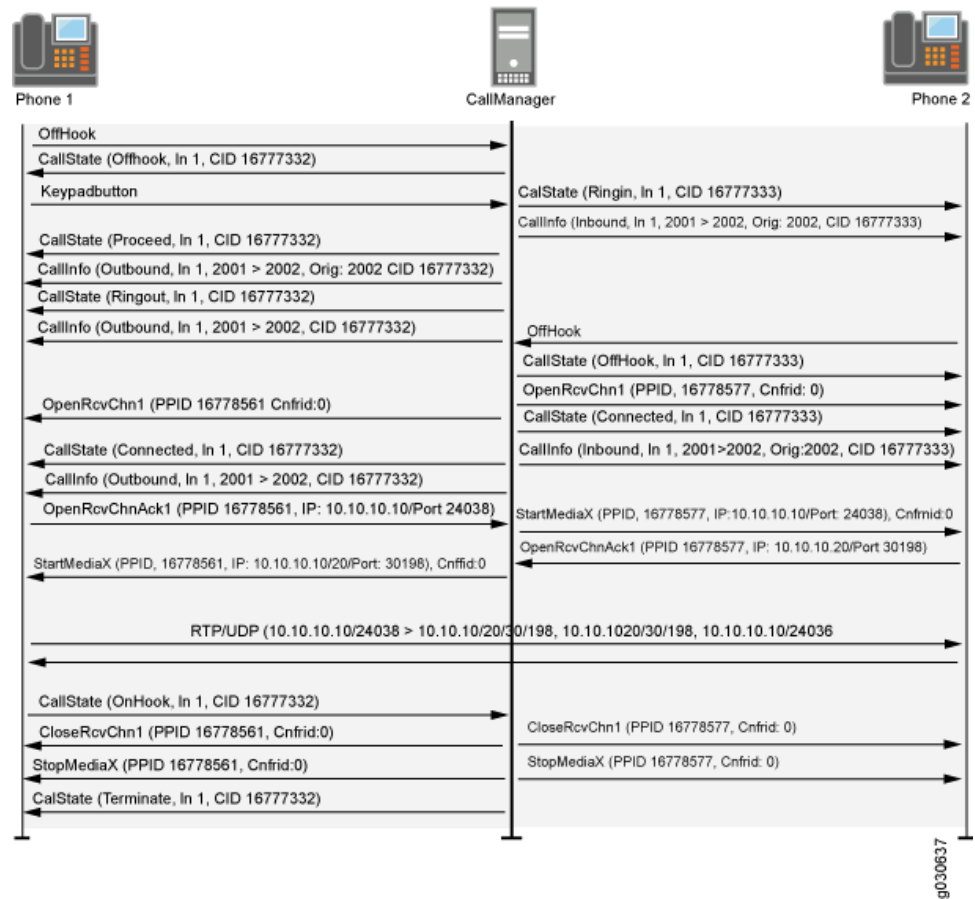 Phone 1
CallManager
Phone 2
OffHook
CallState (Offhook, In 1, CID 16777332)
Keypadbutton
CalState (Ringin, In 1, CID 16777333)
CallInfo (Inbound, In 1, 2001 > 2002, Orig: 2002, CID 16777333)
CallState (Proceed, In 1, CID 16777332)
CallInfo (Outbound, In 1, 2001 > 2002, Orig: 2002 CID 16777332)
CallState (Ringout, In 1, CID 16777332)
CallInfo (Outbound, In 1, 2001 > 2002, CID 16777332)
OffHook
CallState (OffHook, In 1, CID 16777333)
OpenRcvChn1 (PPID, 16778577, Cnfrid: 0)
OpenRcvChn1 (PPID 16778561 Cnfrid:0)
CallState (Connected, In 1, CID 16777333)
CallState (Connected, In 1, CID 16777332)
CallInfo (Inbound, In 1, 2001>2002, Orig:2002, CID 16777333)
CallInfo (Outbound, In 1, 2001 > 2002, CID 16777332)
OpenRcvChnAck1 (PPID 16778561, IP: 10.10.10.10/Port 24038)
StartMediaX (PPID, 16778577, IP:10.10.10.10/Port: 24038), Cnfrnid:0
OpenRcvChnAck1 (PPID 16778577, IP: 10.10.10.20/Port 30198)
StartMediaX (PPID, 16778561, IP: 10.10.10.10/20/Port: 30198), Cnffid:0
RTP/UDP (10.10.10.10/24038 > 10.10.10/20/30/198, 10.10.1020/30/198, 10.10.10.10/24036
CallState (OnHook, In 1, CID 16777332)
CloseRcvChn1 (PPID 16778561, Cnfrid:0)
CloseRcvChn1 (PPID 16778577, Cnfrid: 0)
StopMediaX (PPID 16778561, Cnfrid:0)
StopMediaX (PPID 16778577, Cnfrid: 0)
CalState (Terminate, In 1, CID 16777332)
g030637